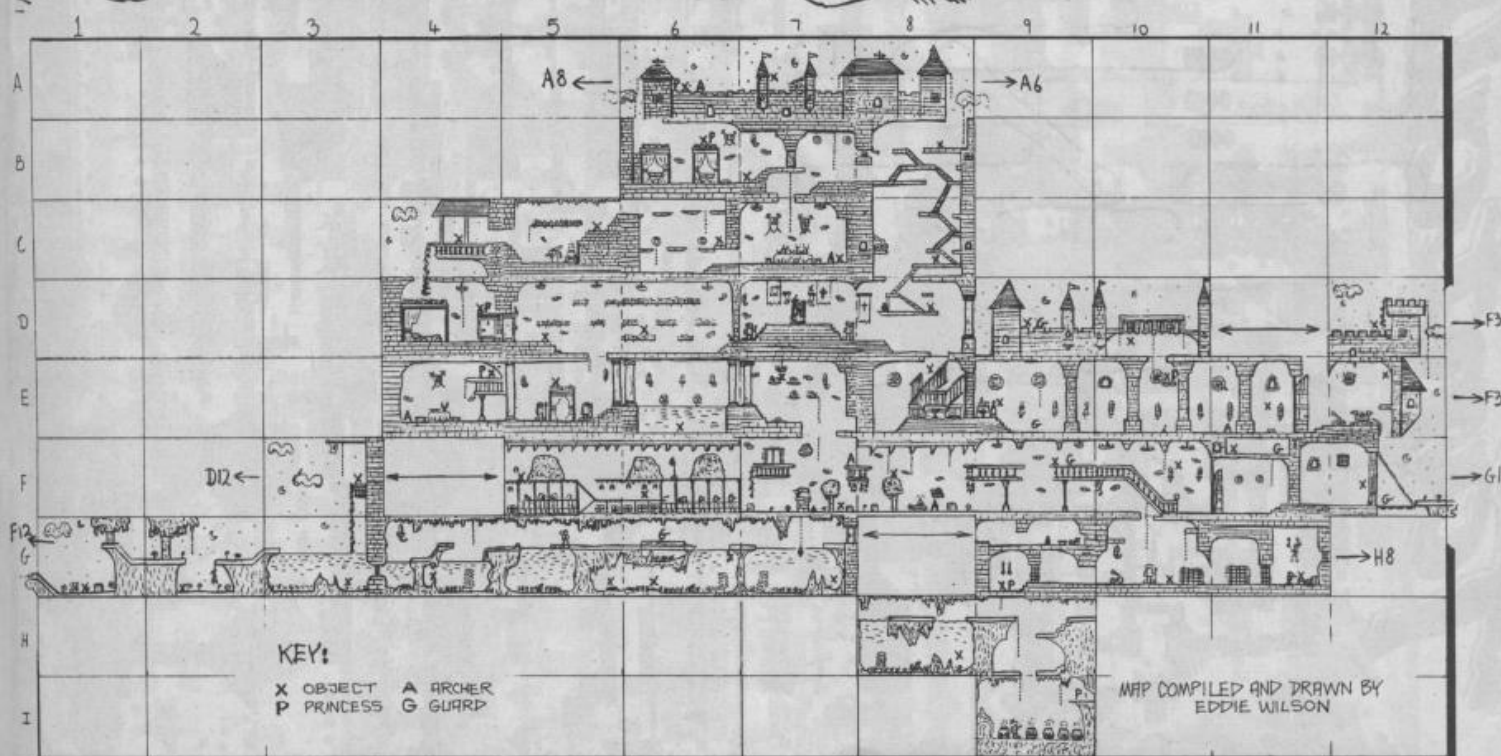 1 2 3 4 5 6 7 8 9 10 11 12
A
A8 ←
→ A6
B
C
D
→ F3
E
→ F3
F
D12 ←
F12
G
→ H8
H
I
KEY:
X OBJECT A ARCHER
P PRINCESS G GUARD
MAP COMPILED AND DRAWN BY
EDDIE WILSON